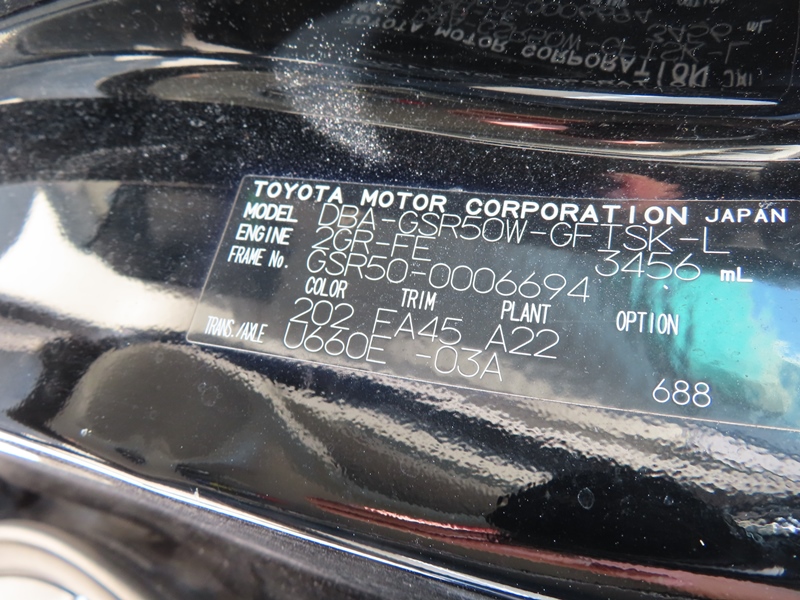 TOYOTA MOTOR CORPORATION JAPAN
MODEL DBA-GSR50W-GFTSK-L
ENGINE 2GR-FE 3456 mL
FRAME No. GSR50-0006694
COLOR TRIM PLANT OPTION
202 FA45 A22
TRANS./AXLE U660E -03A
688